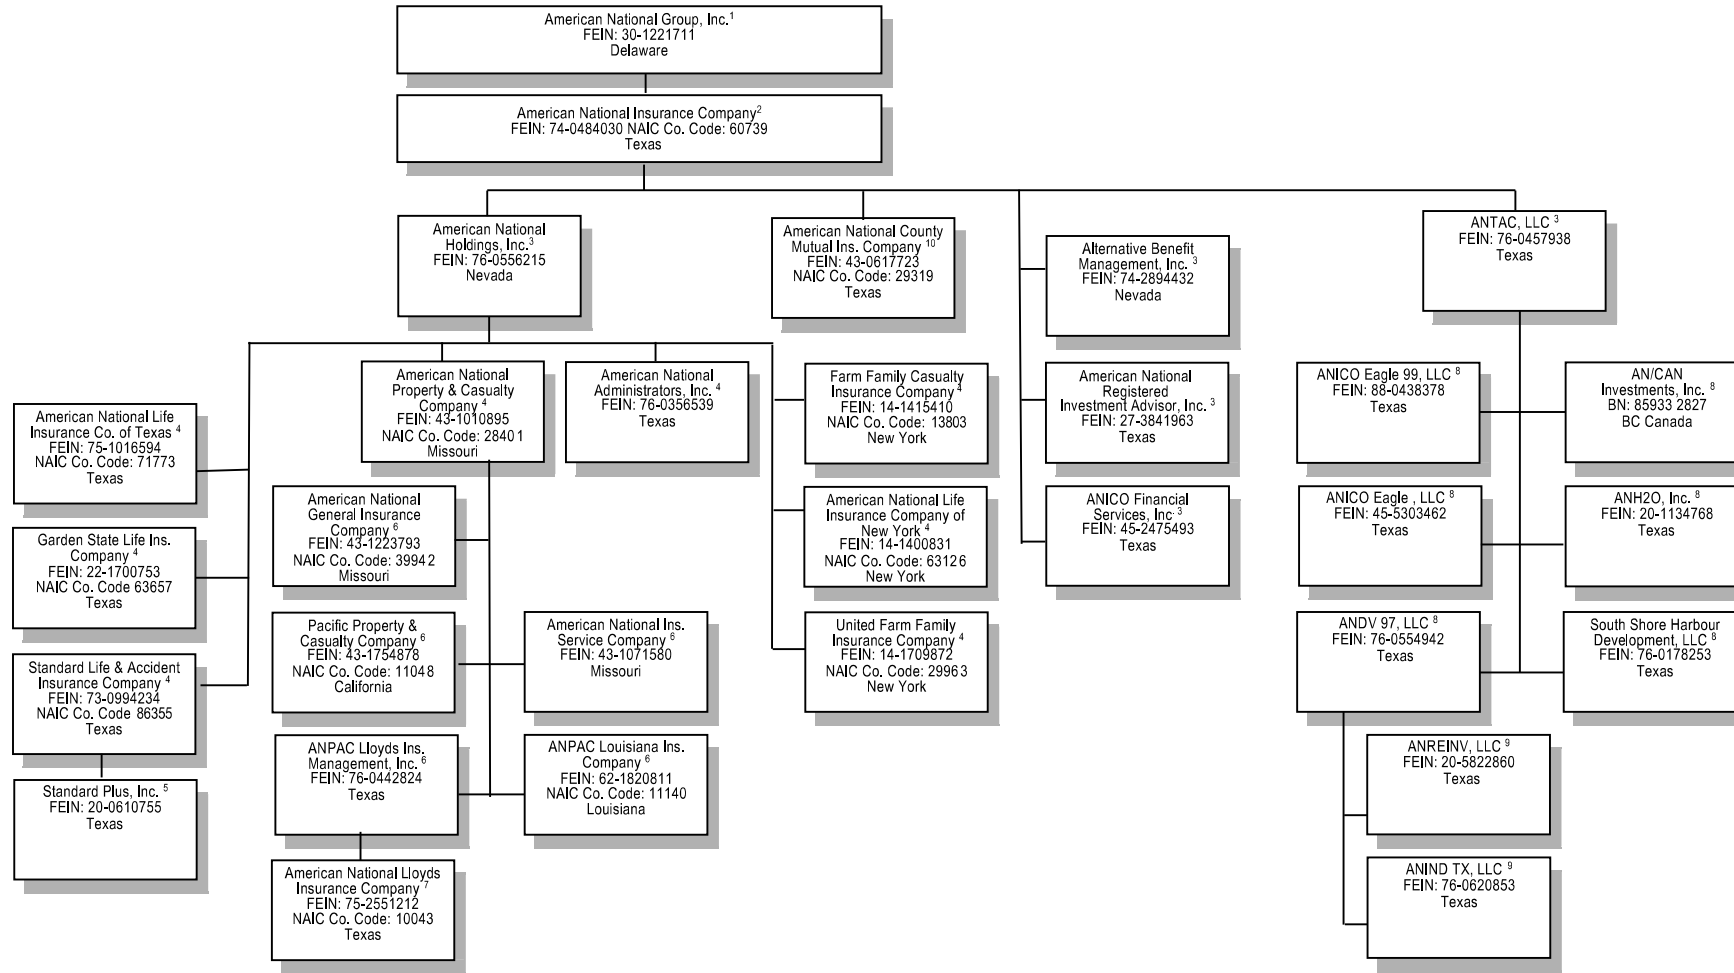 American National Group, Inc.1
FEIN: 30-1221711
Delaware
American National Insurance Company2
FEIN: 74-0484030 NAIC Co. Code: 60739
Texas
American National
Holdings, Inc.3
FEIN: 76-0556215
Nevada
American National County
Mutual Ins. Company 10
FEIN: 43-0617723
NAIC Co. Code: 29319
Texas
Alternative Benefit
Management, Inc. 3
FEIN: 74-2894432
Nevada
ANTAC, LLC 3
FEIN: 76-0457938
Texas
American National Life
Insurance Co. of Texas 4
FEIN: 75-1016594
NAIC Co. Code: 71773
Texas
American National
Property & Casualty
Company 4
FEIN: 43-1010895
NAIC Co. Code: 28401
Missouri
American National
Administrators, Inc. 4
FEIN: 76-0356539
Texas
Farm Family Casualty
Insurance Company 4
FEIN: 14-1415410
NAIC Co. Code: 13803
New York
American National
Registered
Investment Advisor, Inc. 3
FEIN: 27-3841963
Texas
ANICO Eagle 99, LLC 8
FEIN: 88-0438378
Texas
AN/CAN
Investments, Inc. 8
BN: 85933 2827
BC Canada
Garden State Life Ins.
Company 4
FEIN: 22-1700753
NAIC Co. Code 63657
Texas
American National
General Insurance
Company 6
FEIN: 43-1223793
NAIC Co. Code: 39942
Missouri
American National Life
Insurance Company of
New York 4
FEIN: 14-1400831
NAIC Co. Code: 63126
New York
ANICO Financial
Services, Inc. 3
FEIN: 45-2475493
Texas
ANICO Eagle , LLC 8
FEIN: 45-5303462
Texas
ANH2O, Inc. 8
FEIN: 20-1134768
Texas
Standard Life & Accident
Insurance Company 4
FEIN: 73-0994234
NAIC Co. Code 86355
Texas
Pacific Property &
Casualty Company 6
FEIN: 43-1754878
NAIC Co. Code: 11048
California
American National Ins.
Service Company 6
FEIN: 43-1071580
Missouri
United Farm Family
Insurance Company 4
FEIN: 14-1709872
NAIC Co. Code: 29963
New York
ANDV 97, LLC 8
FEIN: 76-0554942
Texas
South Shore Harbour
Development, LLC 8
FEIN: 76-0178253
Texas
Standard Plus, Inc. 5
FEIN: 20-0610755
Texas
ANPAC Lloyds Ins.
Management, Inc. 6
FEIN: 76-0442824
Texas
ANPAC Louisiana Ins.
Company 6
FEIN: 62-1820811
NAIC Co. Code: 11140
Louisiana
ANREINV, LLC 9
FEIN: 20-5822860
Texas
American National Lloyds
Insurance Company 7
FEIN: 75-2551212
NAIC Co. Code: 10043
Texas
ANIND TX, LLC 9
FEIN: 76-0620853
Texas